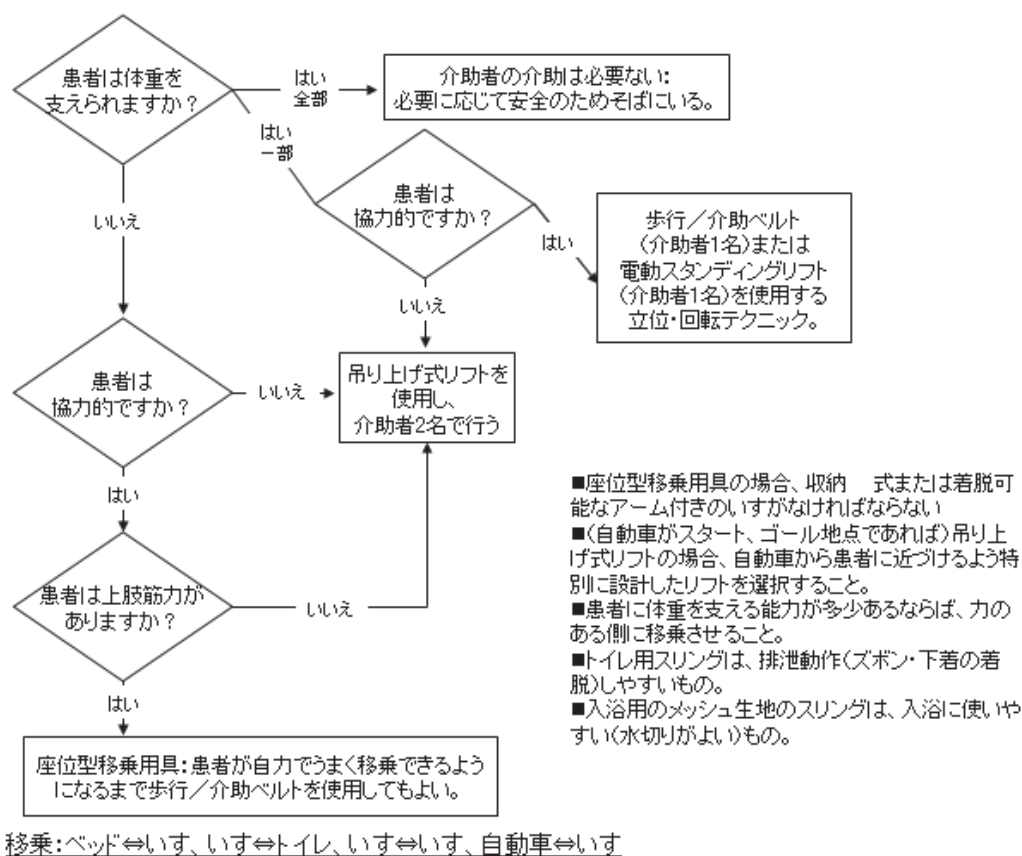 患者は体重を
支えられますか?
はい
全部
介助者の介助は必要ない:
必要に応じて安全のためそばにいる。
はい
一部
患者は
協力的ですか?
はい
歩行/介助ベルト
(介助者1名)または
電動スタンディングリフト
(介助者1名)を使用する
立位・回転テクニック。
いいえ
いいえ
患者は
協力的ですか?
いいえ
吊り上げ式リフトを
使用し、
介助者2名で行う
はい
患者は上肢筋力が
ありますか?
いいえ
はい
座位型移乗用具:患者が自力でうまく移乗できるよう
になるまで歩行/介助ベルトを使用してもよい。
■座位型移乗用具の場合、収納 式または着脱可
能なアーム付きのいすがなければならない
■(自動車がスタート、ゴール地点であれば)吊り上
げ式リフトの場合、自動車から患者に近づけるよう特
別に設計したリフトを選択すること。
■患者に体重を支える能力が多少あるならば、力の
ある側に移乗させること。
■トイレ用スリングは、排泄動作(ズボン・下着の着
脱)しやすいもの。
■入浴用のメッシュ生地のスリングは、入浴に使いや
すい(水切りがよい)もの。
移乗:ベッド⇔いす、いす⇔トイレ、いす⇔いす、自動車⇔いす